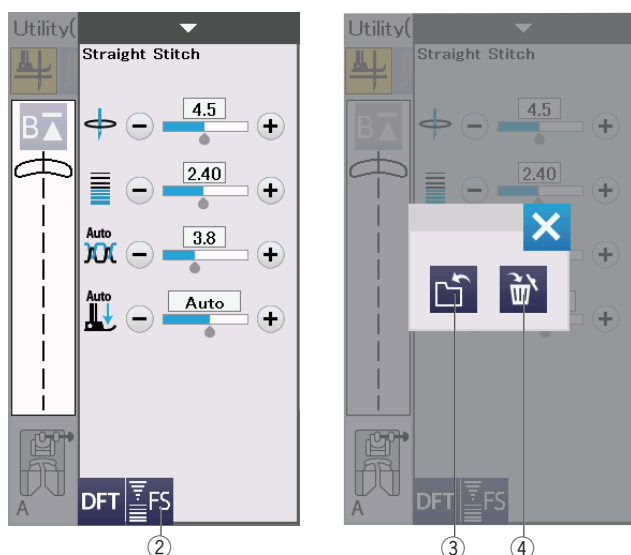 Utility(
Straight Stitch
B
4.5
2.40
Auto
3.8
Auto
Auto
A
DFT
FS
②
Utility(
Straight Stitch
B
4.5
2.40
A
DFT
FS
③
④